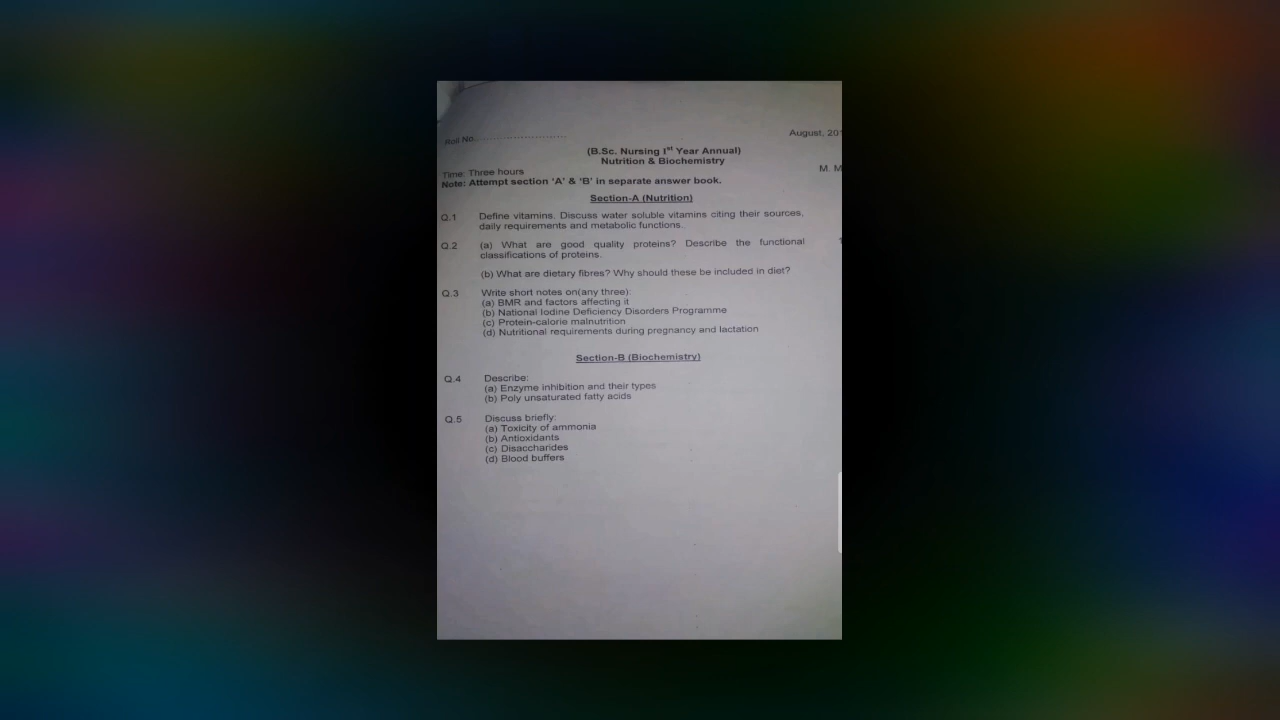 Roll No.........................
August, 201
(B.Sc. Nursing Ist Year Annual)
Nutrition & Biochemistry
Time: Three hours
M. M
Note: Attempt section 'A' & 'B' in separate answer book.
Section-A (Nutrition)
Q.1 Define vitamins. Discuss water soluble vitamins citing their sources,
daily requirements and metabolic functions.
Q.2 (a) What are good quality proteins? Describe the functional
classifications of proteins.
(b) What are dietary fibres? Why should these be included in diet?
Q.3 Write short notes on(any three):
(a) BMR and factors affecting it
(b) National Iodine Deficiency Disorders Programme
(c) Protein-calorie malnutrition
(d) Nutritional requirements during pregnancy and lactation
Section-B (Biochemistry)
Q.4 Describe:
(a) Enzyme inhibition and their types
(b) Poly unsaturated fatty acids
Q.5 Discuss briefly:
(a) Toxicity of ammonia
(b) Antioxidants
(c) Disaccharides
(d) Blood buffers